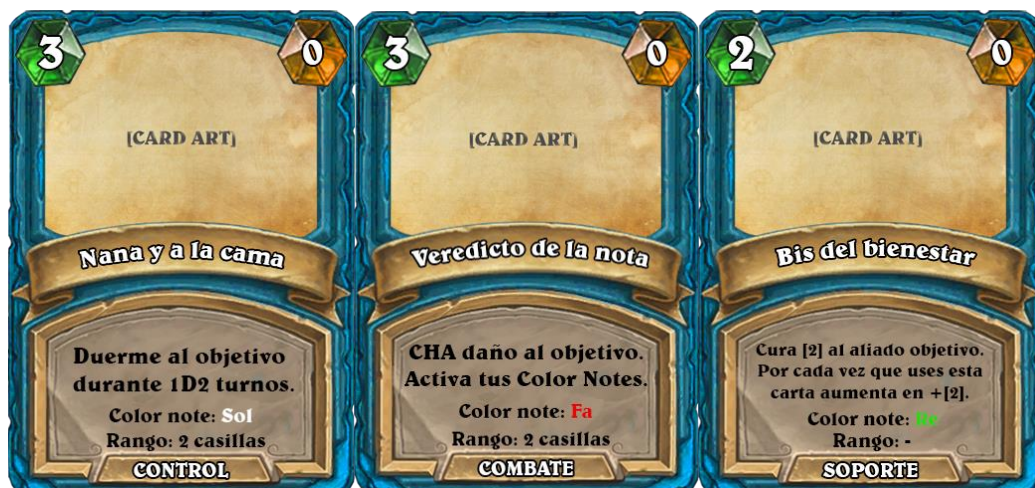 3
0
[CARD ART]
Nana y a la cama
Duerme al objetivo
durante 1D2 turnos.
Color note: Sol
Rango: 2 casillas
CONTROL
3
0
[CARD ART]
Veredicto de la nota
CHA daño al objetivo.
Activa tus Color Notes.
Color note: Fa
Rango: 2 casillas
COMBATE
2
0
[CARD ART]
Bis del bienestar
Cura [2] al aliado objetivo.
Por cada vez que uses esta
carta aumenta en +[2].
Color note:
Rango: -
SOPORTE